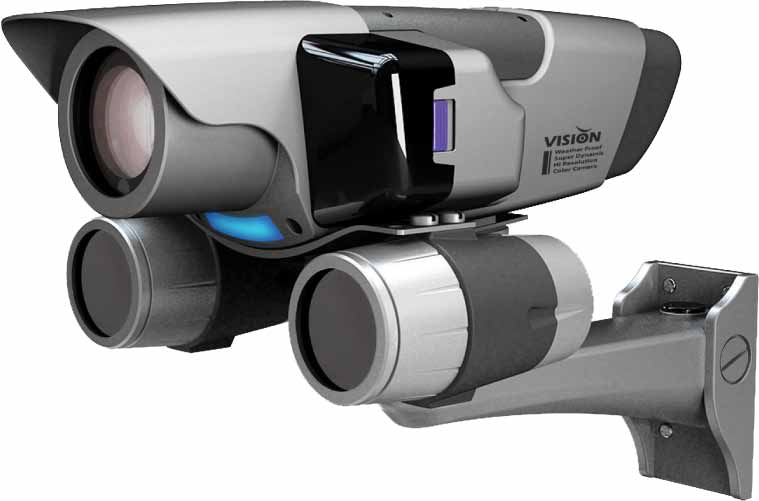 VISION
Weather Proof
Super Dynamic
Hi Resolution
Color Camera